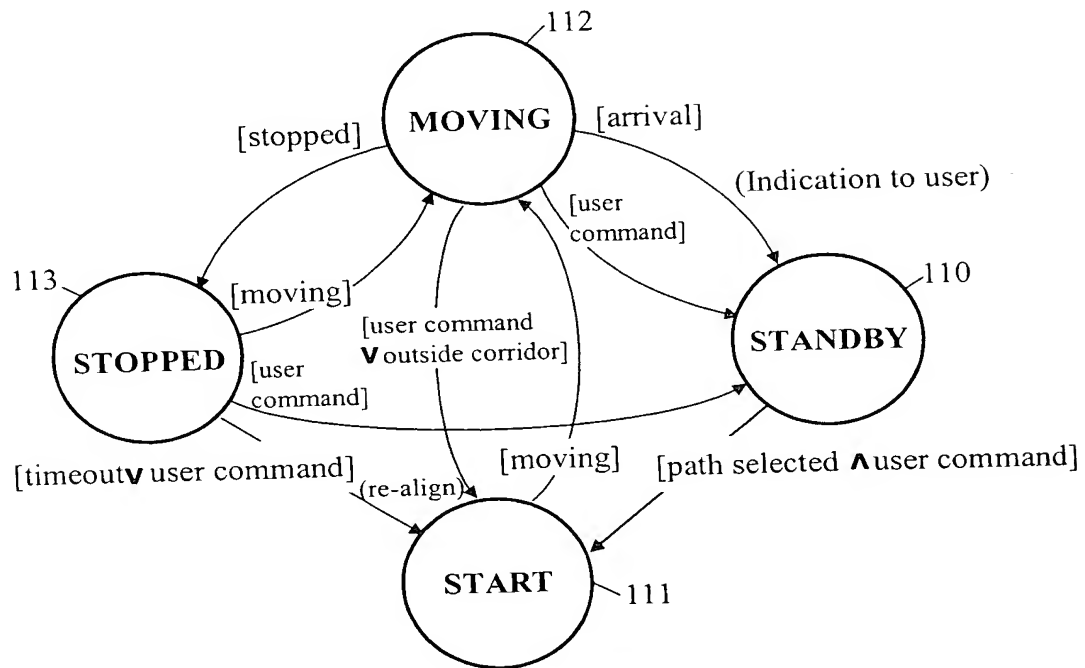 112
MOVING
[arrival]
[stopped]
(Indication to user)
[user
command]
113
110
[moving]
[user command
V outside corridor]
STANDBY
STOPPED
[user
command]
[moving]
[path selected Λ user command]
[timeout V user command]
(re-align)
START
111